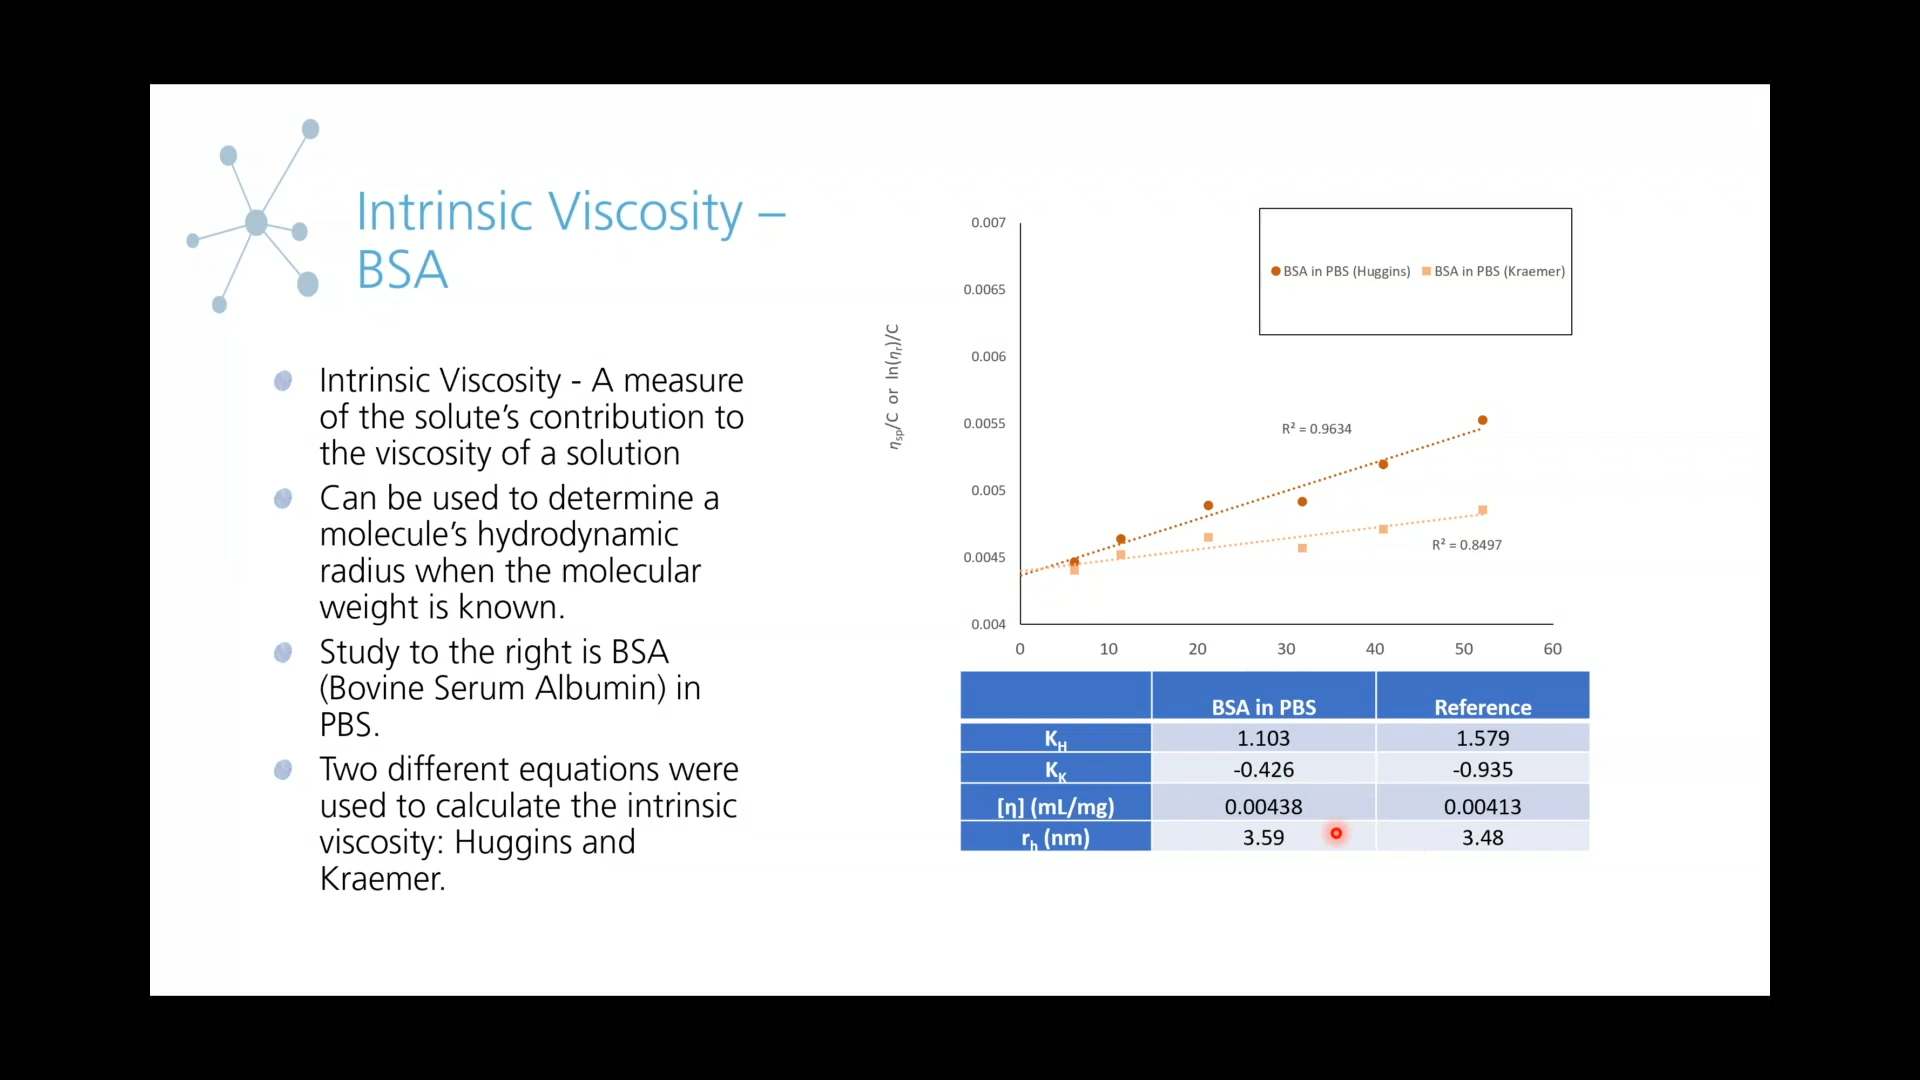 Intrinsic Viscosity –
BSA
Intrinsic Viscosity - A measure
of the solute’s contribution to
the viscosity of a solution
Can be used to determine a
molecule’s hydrodynamic
radius when the molecular
weight is known.
Study to the right is BSA
(Bovine Serum Albumin) in
PBS.
Two different equations were
used to calculate the intrinsic
viscosity: Huggins and
Kraemer.
ηsp/C or ln(ηr)/C
0.007
0.0065
0.006
0.0055
0.005
0.0045
0.004
BSA in PBS (Huggins) BSA in PBS (Kraemer)
R² = 0.9634
R² = 0.8497
0 10 20 30 40 50 60
BSA in PBS Reference
KH 1.103 1.579
KK -0.426 -0.935
[η] (mL/mg) 0.00438 0.00413
rh (nm) 3.59 3.48